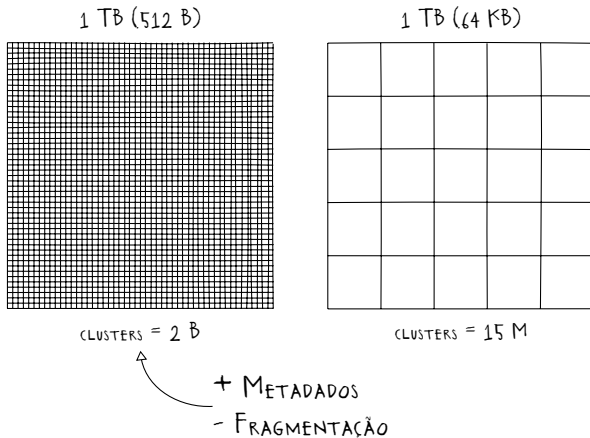 1 TB (512 B)
1 TB (64 KB)
CLUSTERS = 2 B
CLUSTERS = 15 M
+ METADADOS
- FRAGMENTAÇÃO